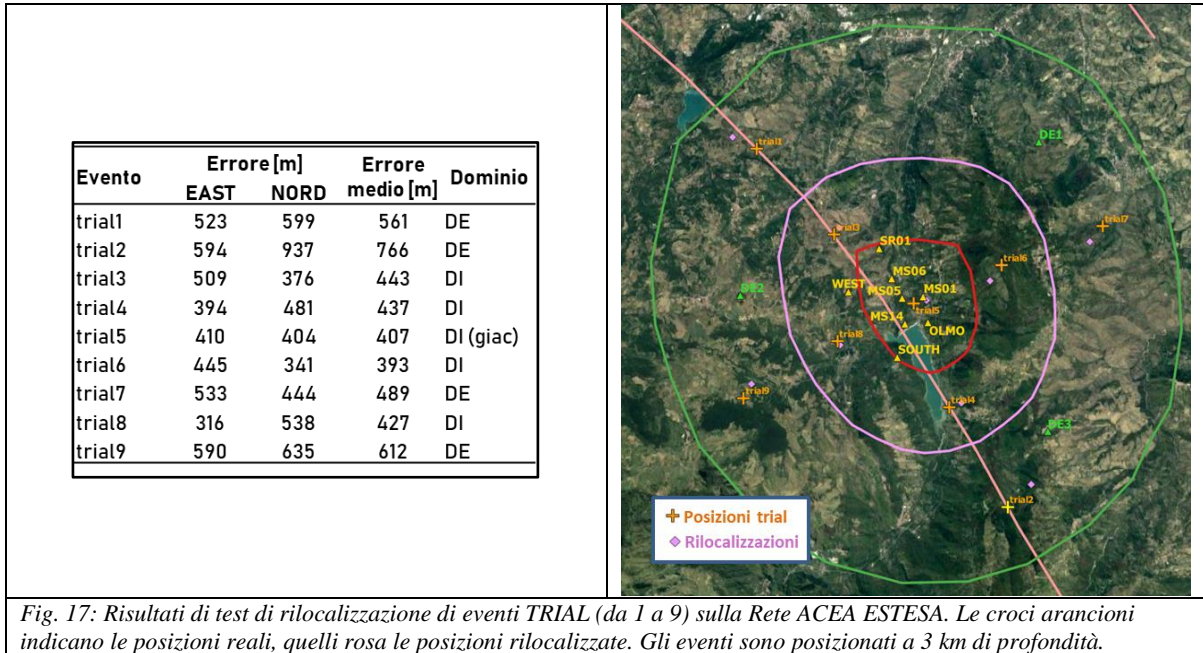 Evento Errore [m] Errore medio [m] Dominio
EAST NORD
trial1 523 599 561 DE
trial2 594 937 766 DE
trial3 509 376 443 DI
trial4 394 481 437 DI
trial5 410 404 407 DI (giac)
trial6 445 341 393 DI
trial7 533 444 489 DE
trial8 316 538 427 DI
trial9 590 635 612 DE
DE1
trial1
trial7
trial3
SR01
trial6
MS06
WEST
DE2
MS05
MS01
trial5
MS14
OLMO
trial8
SOUTH
trial9
trial4
DE3
trial2
Posizioni trial
Rilocalizzazioni
Fig. 17: Risultati di test di rilocalizzazione di eventi TRIAL (da 1 a 9) sulla Rete ACEA ESTESA. Le croci arancioni
indicano le posizioni reali, quelli rosa le posizioni rilocalizzate. Gli eventi sono posizionati a 3 km di profondità.